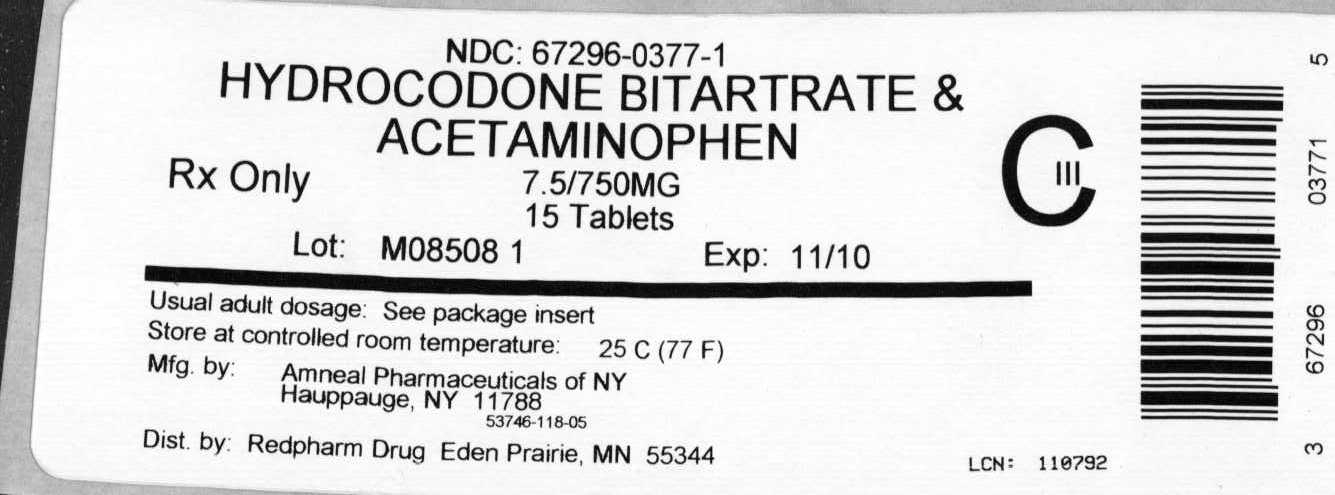 NDC: 67296-0377-1
HYDROCODONE BITARTRATE &
ACETAMINOPHEN
Rx Only
7.5/750MG
15 Tablets
C III
Lot: M08508 1 Exp: 11/10
Usual adult dosage: See package insert
Store at controlled room temperature: 25 C (77 F)
Mfg. by: Amneal Pharmaceuticals of NY
Hauppauge, NY 11788
53746-118-05
Dist. by: Redpharm Drug Eden Prairie, MN 55344
LCN: 110792
3 67296 03771 5